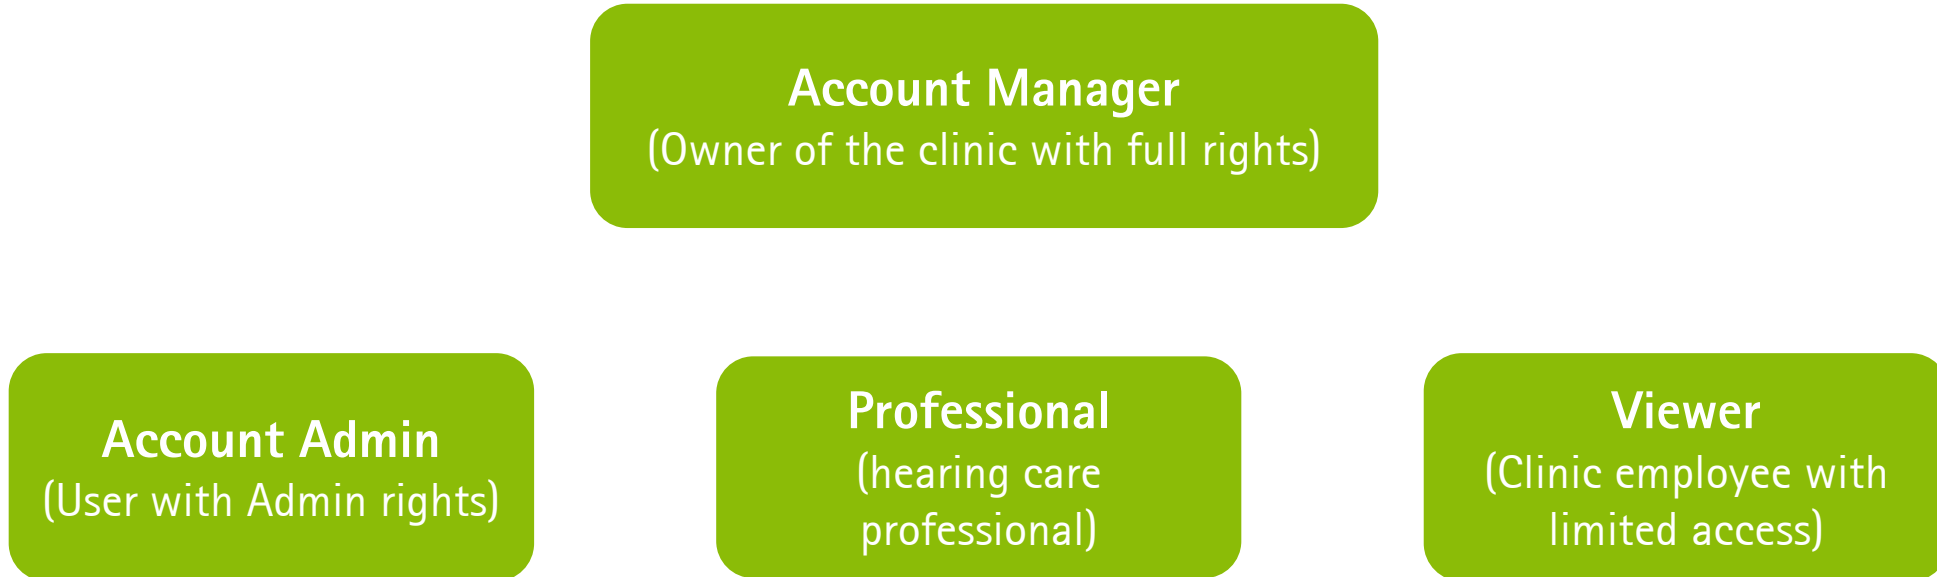 Account Manager
(Owner of the clinic with full rights)
Account Admin
(User with Admin rights)
Professional
(hearing care
professional)
Viewer
(Clinic employee with
limited access)